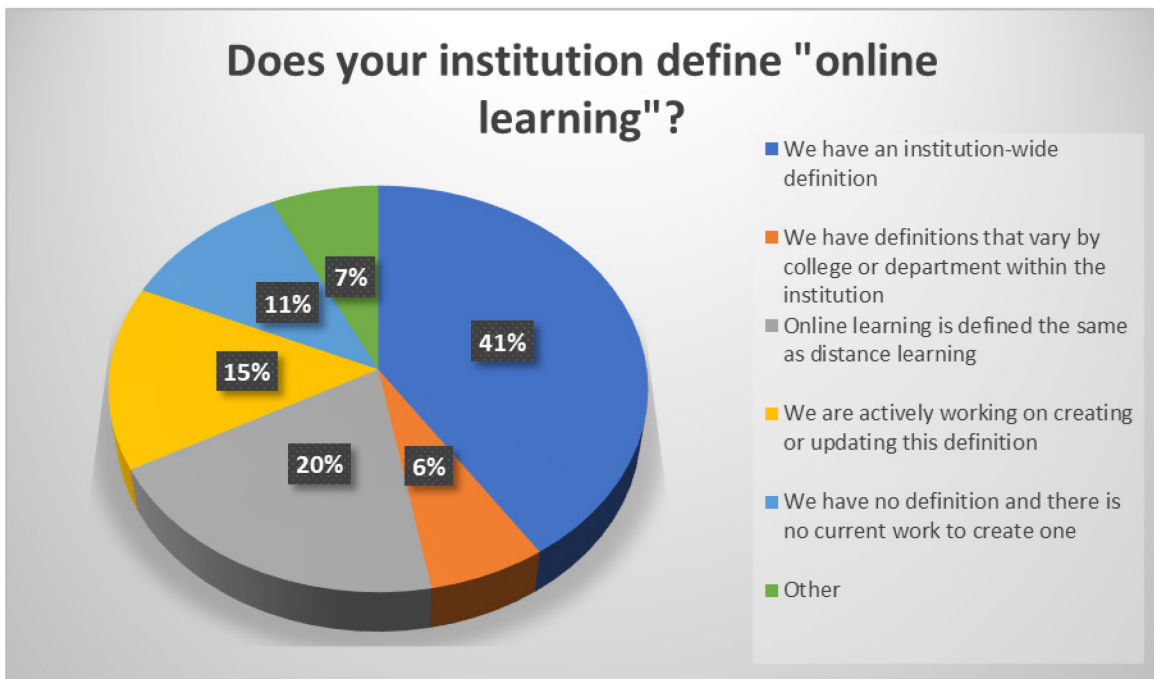 Does your institution define "online
learning"?
We have an institution-wide
definition
We have definitions that vary by
college or department within the
institution
Online learning is defined the same
as distance learning
We are actively working on creating
or updating this definition
We have no definition and there is
no current work to create one
Other
7%
11%
41%
15%
20%
6%